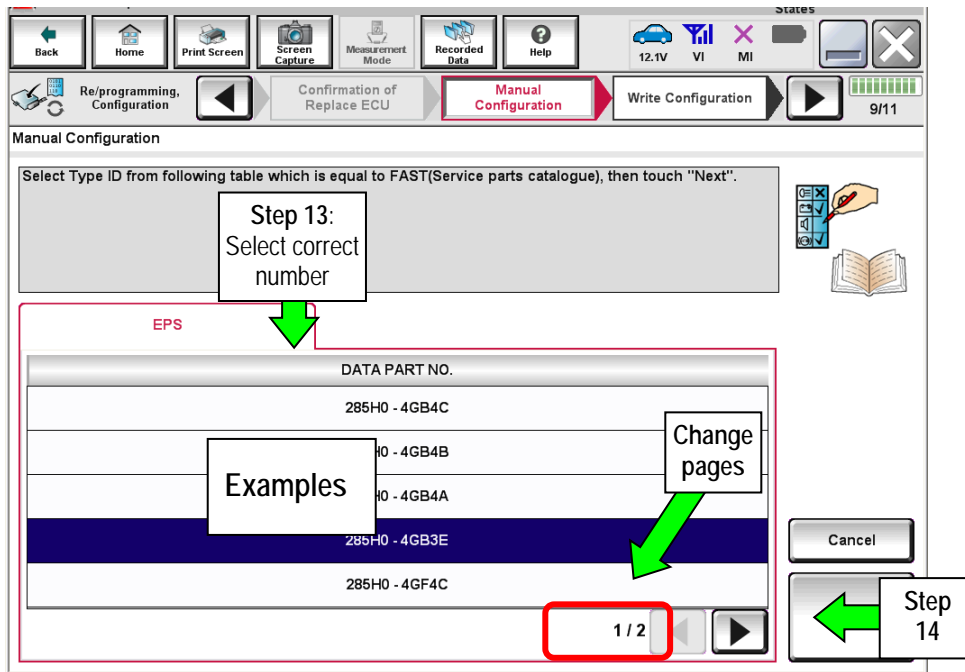 States
Back
Home
Print Screen
Screen
Capture
Measurement
Mode
Recorded
Data
Help
12.1V
VI
MI
Re/programming,
Configuration
Confirmation of
Replace ECU
Manual
Configuration
Write Configuration
9/11
Manual Configuration
Select Type ID from following table which is equal to FAST(Service parts catalogue), then touch "Next".
Step 13:
Select correct
number
EPS
DATA PART NO.
285H0 - 4GB4C
Change
pages
Examples
H0 - 4GB4B
H0 - 4GB4A
285H0 - 4GB3E
Cancel
285H0 - 4GF4C
Step
14
1 / 2